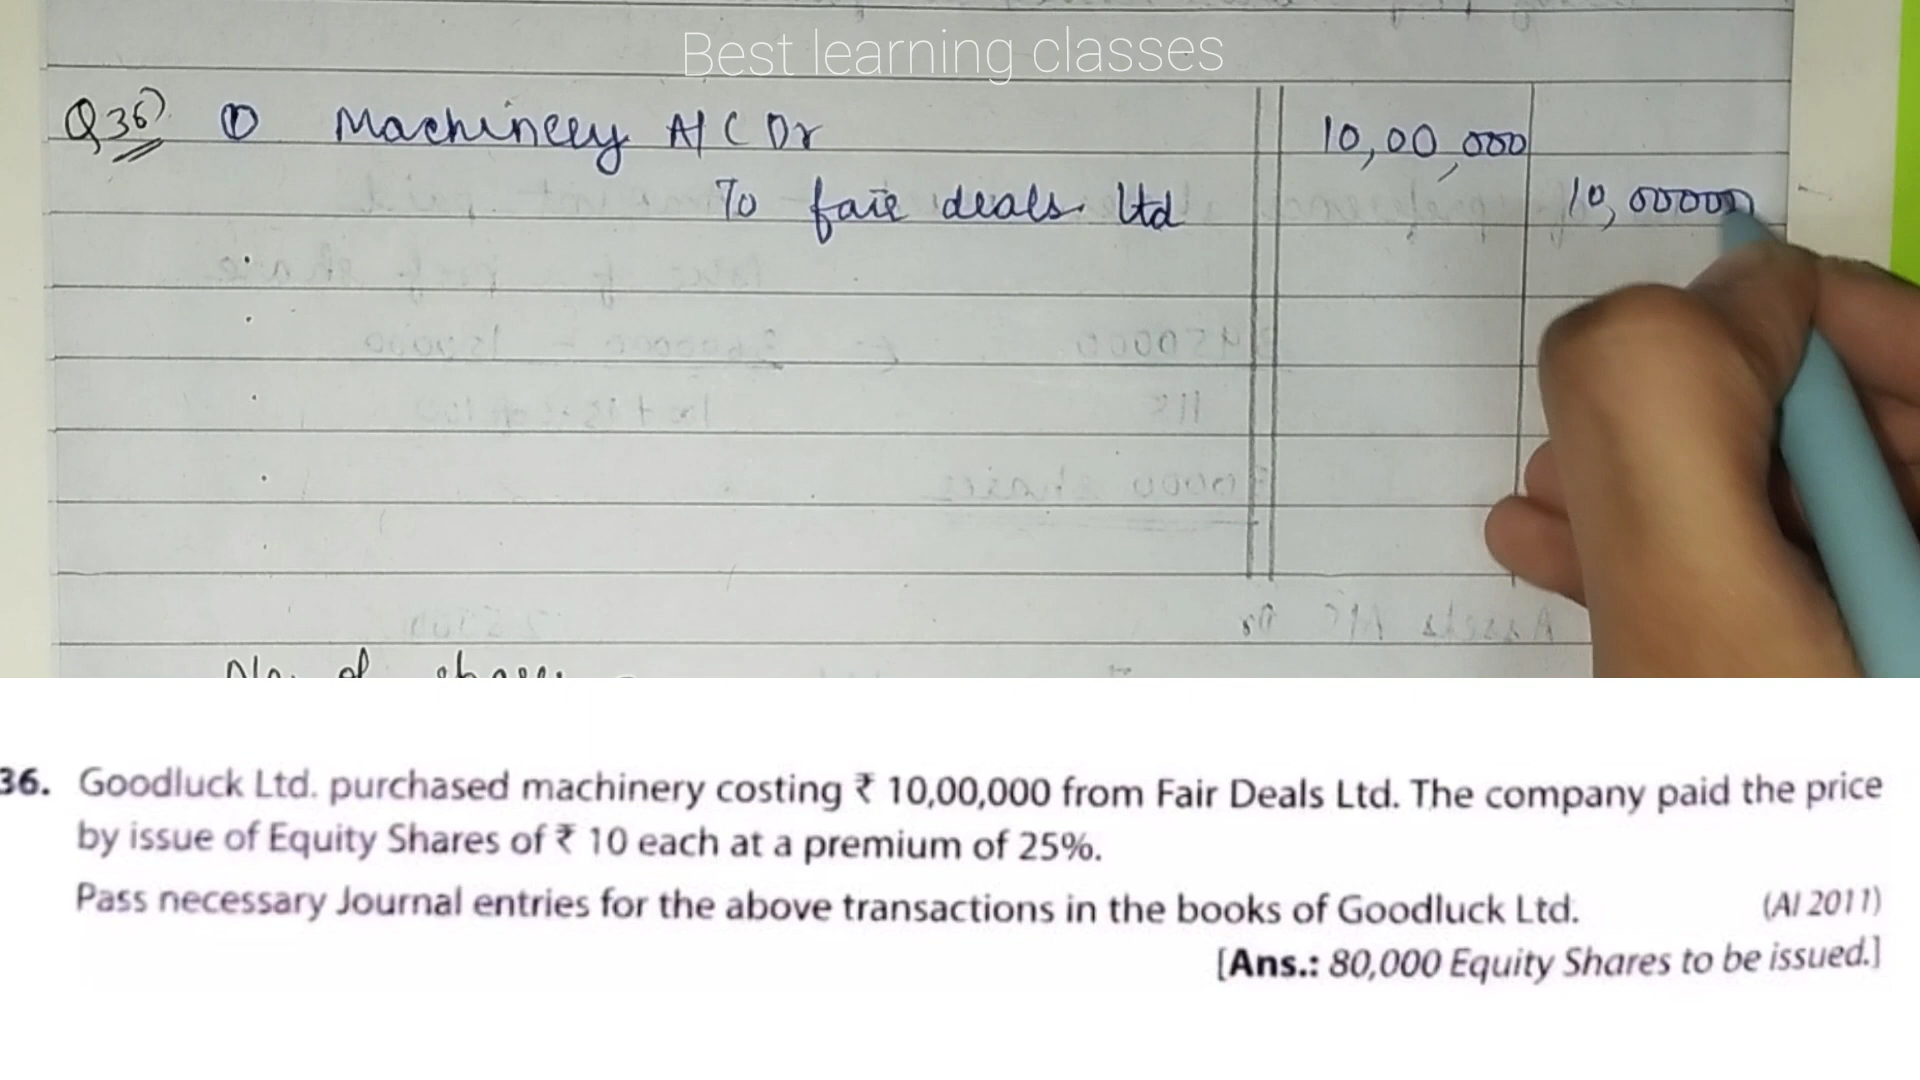 Best learning classes
Q36) ① Machinery A/C Dr 10,00,000
To fair deals Ltd 10,00000
No. of shares
36. Goodluck Ltd. purchased machinery costing ₹ 10,00,000 from Fair Deals Ltd. The company paid the price
by issue of Equity Shares of ₹ 10 each at a premium of 25%.
Pass necessary Journal entries for the above transactions in the books of Goodluck Ltd. (AI 2011)
[Ans.: 80,000 Equity Shares to be issued.]